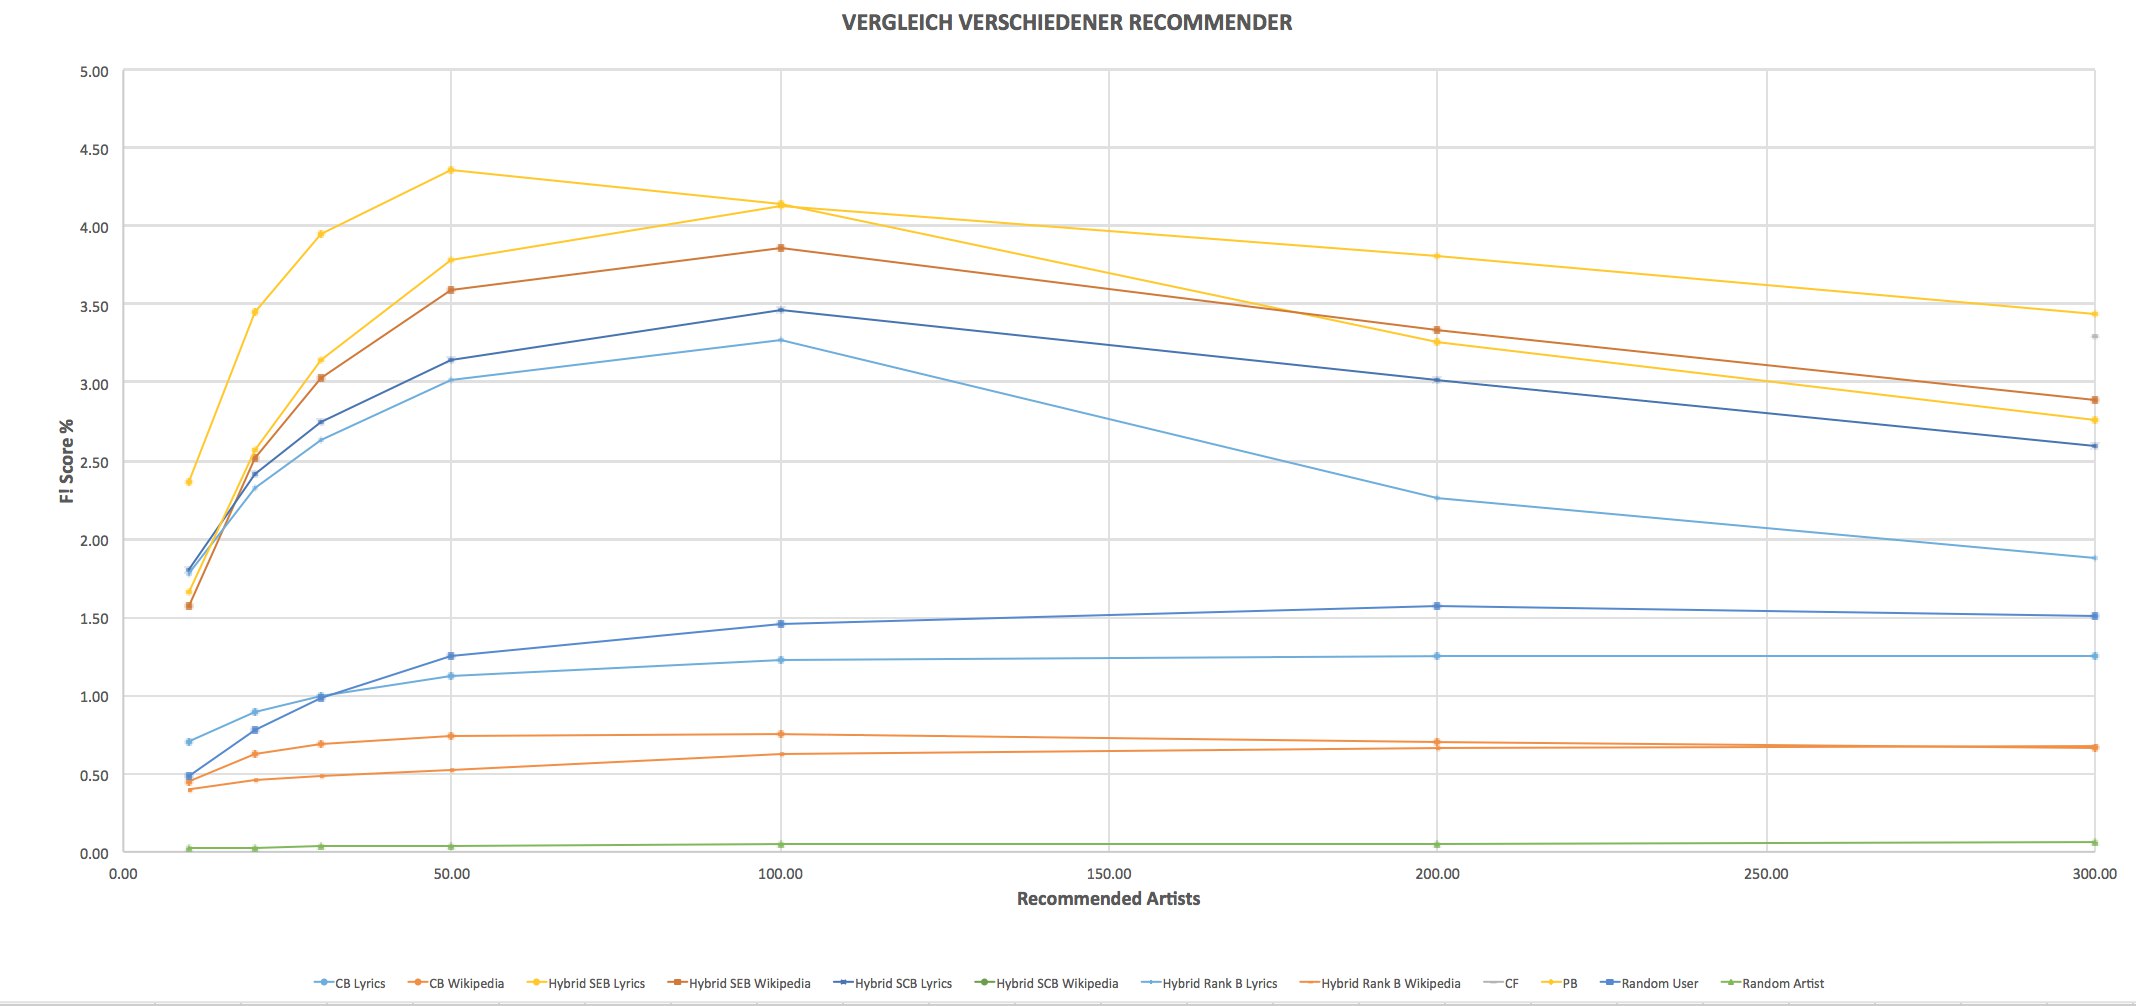 VERGLEICH VERSCHIEDENER RECOMMENDER
5.00
4.50
4.00
3.50
3.00
2.50
2.00
1.50
1.00
0.50
0.00
F! Score %
0.00 50.00 100.00 150.00 200.00 250.00 300.00
Recommended Artists
CB Lyrics CB Wikipedia Hybrid SEB Lyrics Hybrid SEB Wikipedia Hybrid SCB Lyrics Hybrid SCB Wikipedia Hybrid Rank B Lyrics Hybrid Rank B Wikipedia CF PB Random User Random Artist